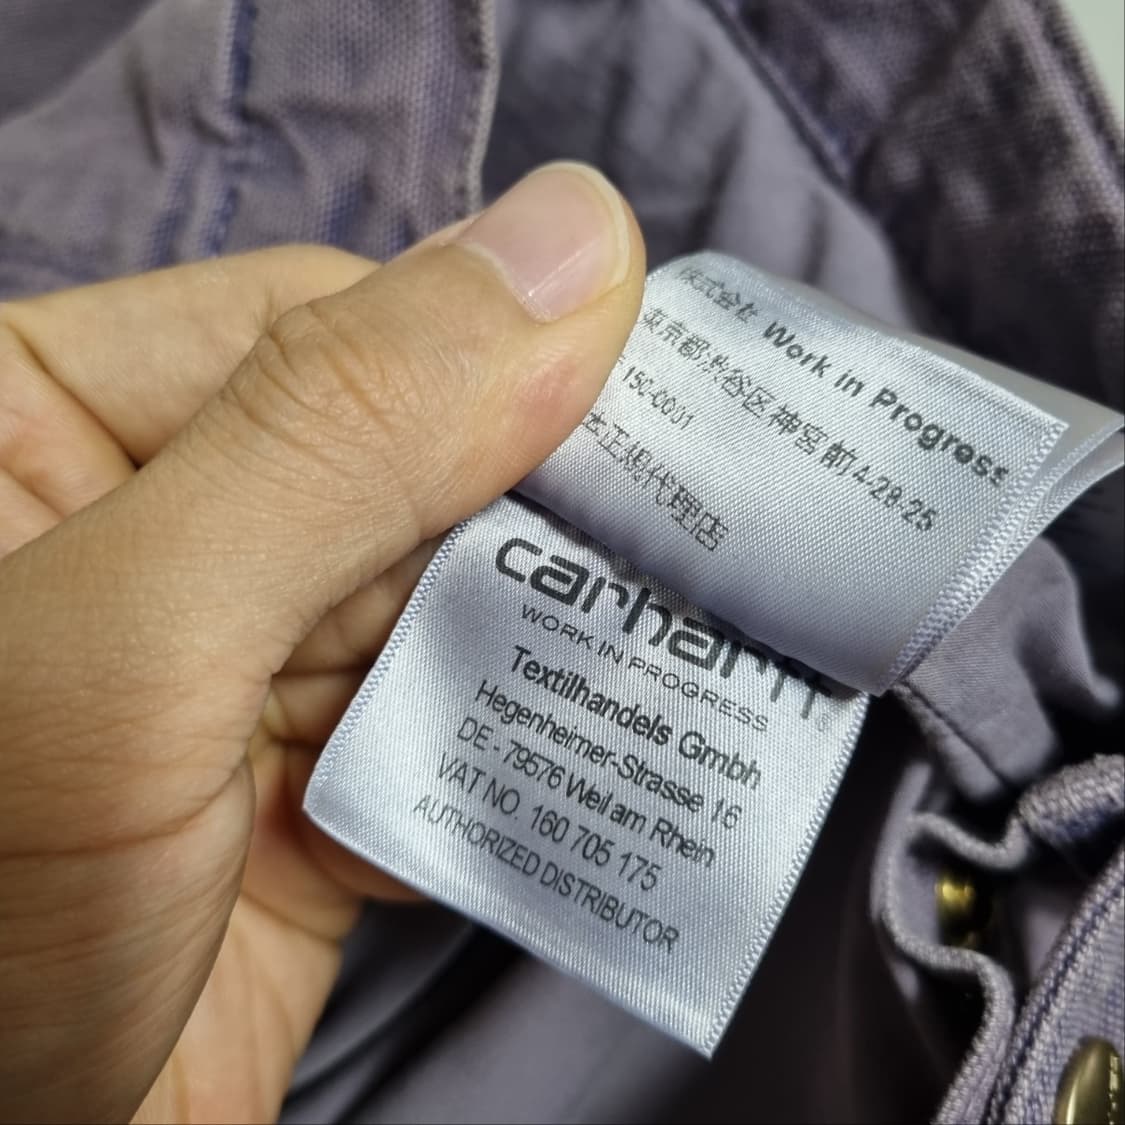 株式会社 Work in Progress
東京都渋谷区神宮前 4-28-25
150-0001
本正規代理店
carhartt
WORK IN PROGRESS
Textilhandels Gmbh
Hegenheimer-Strasse 16
DE - 79576 Weil am Rhein
VAT NO. 160 705 175
AUTHORIZED DISTRIBUTOR